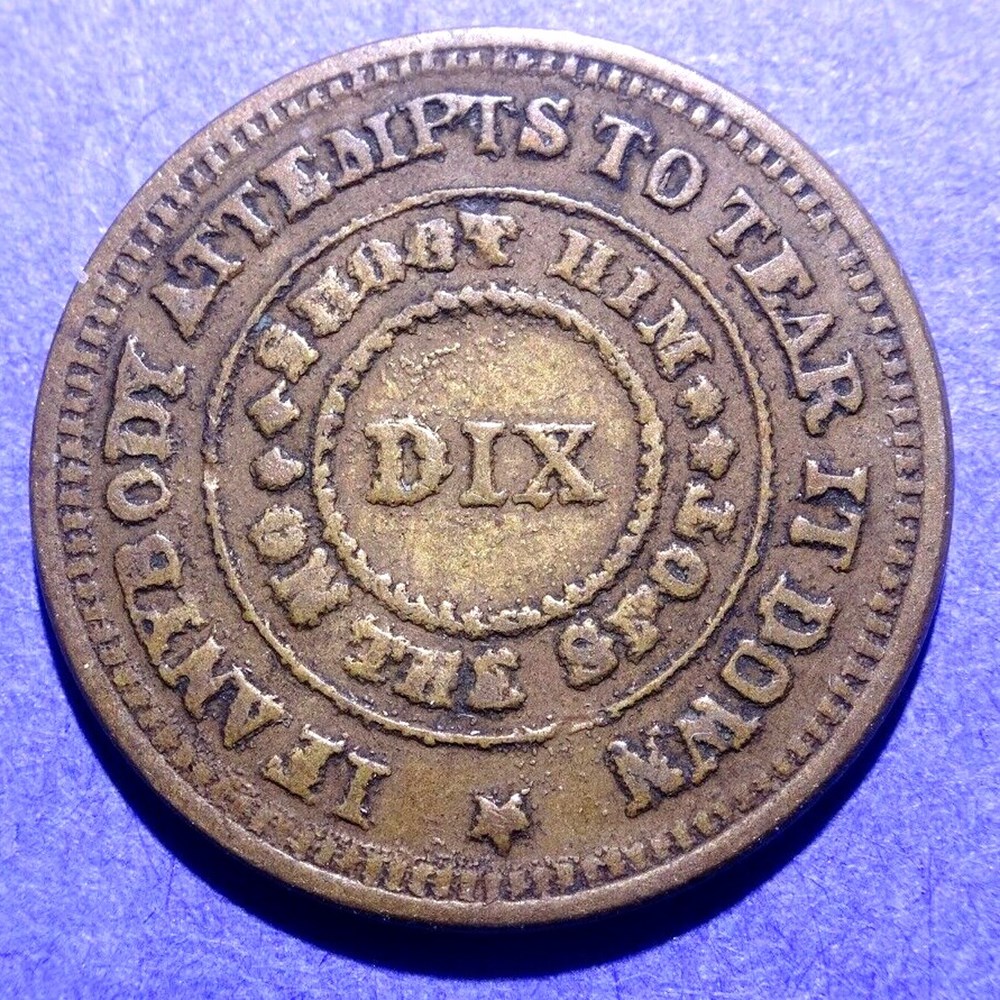 IF ANYBODY ATTEMPTS TO TEAR IT DOWN
SHOOT HIM
ON THE SPOT
DIX